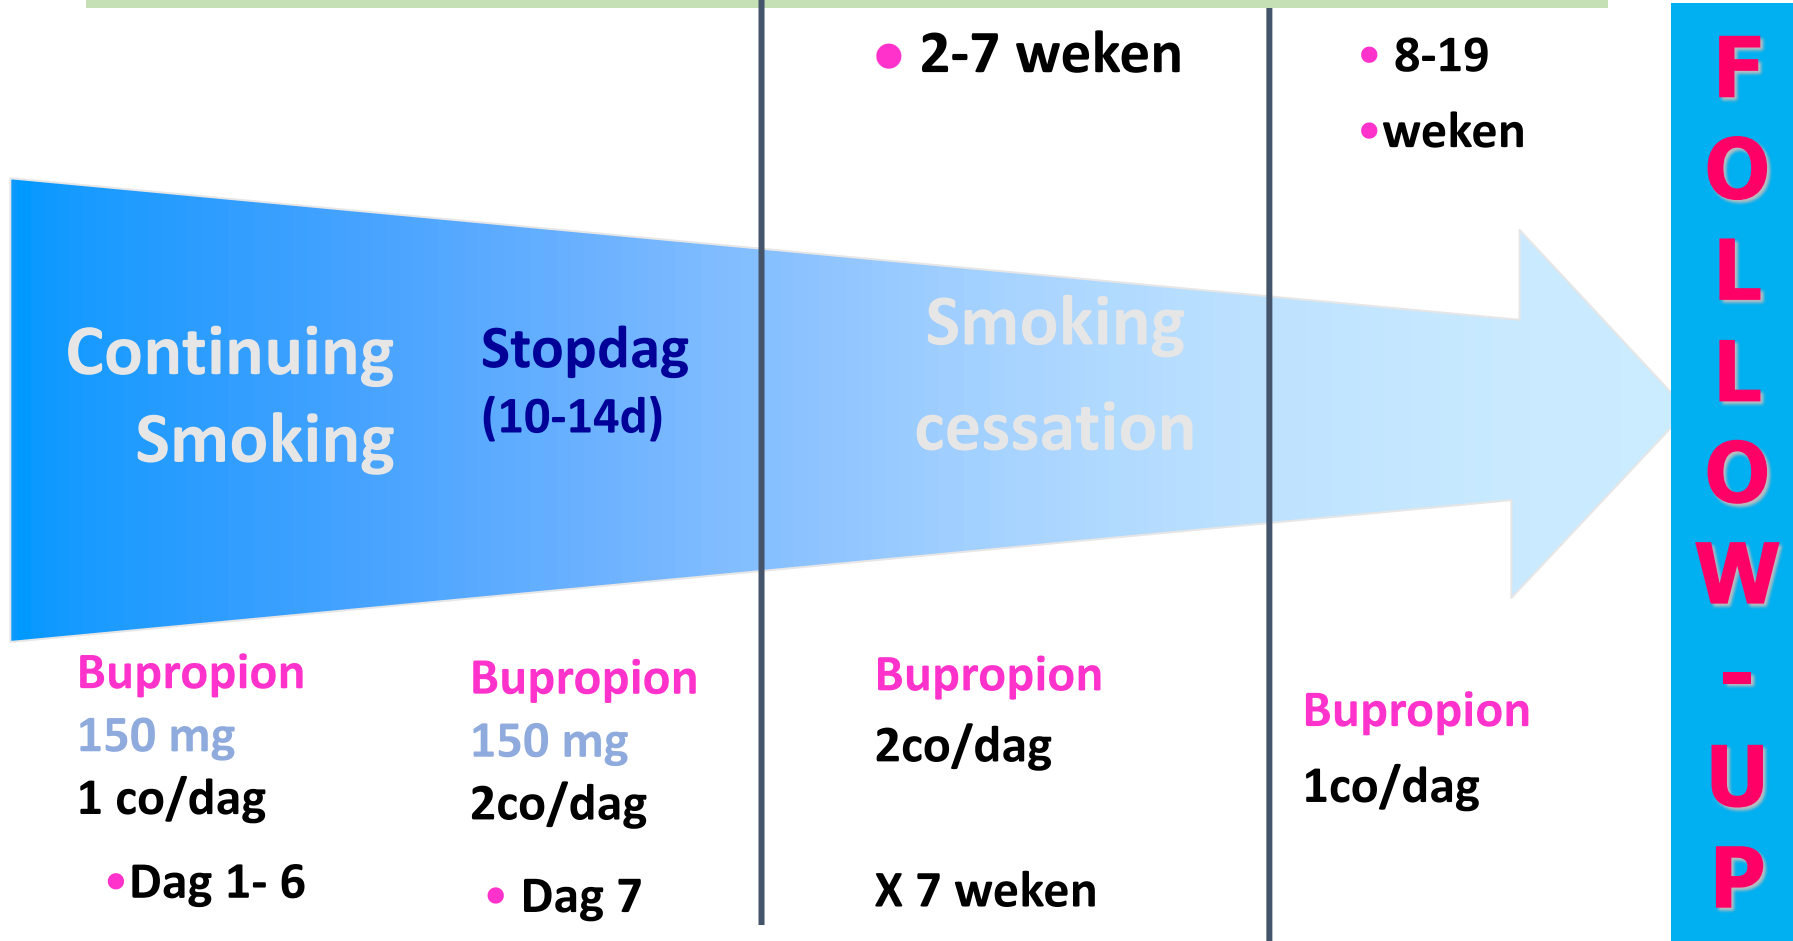 2-7 weken
8-19
weken
Continuing
Smoking
Stopdag
(10-14d)
Smoking
cessation
Bupropion
150 mg
1 co/dag
Dag 1- 6
Bupropion
150 mg
2co/dag
Dag 7
Bupropion
2co/dag
X 7 weken
Bupropion
1co/dag
FOLLOW-UP